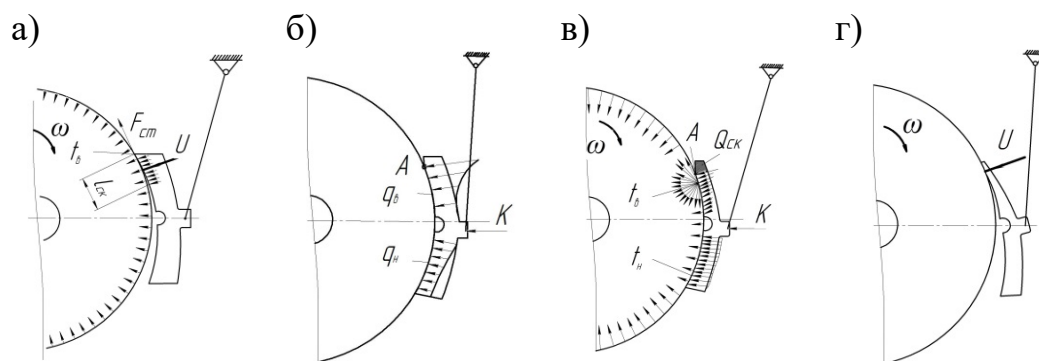 а)
ω
F_ст
U
t_в
l_ск
б)
A
q_в
q_н
K
в)
ω
A
Q_ск
t_в
t_н
K
г)
ω
U